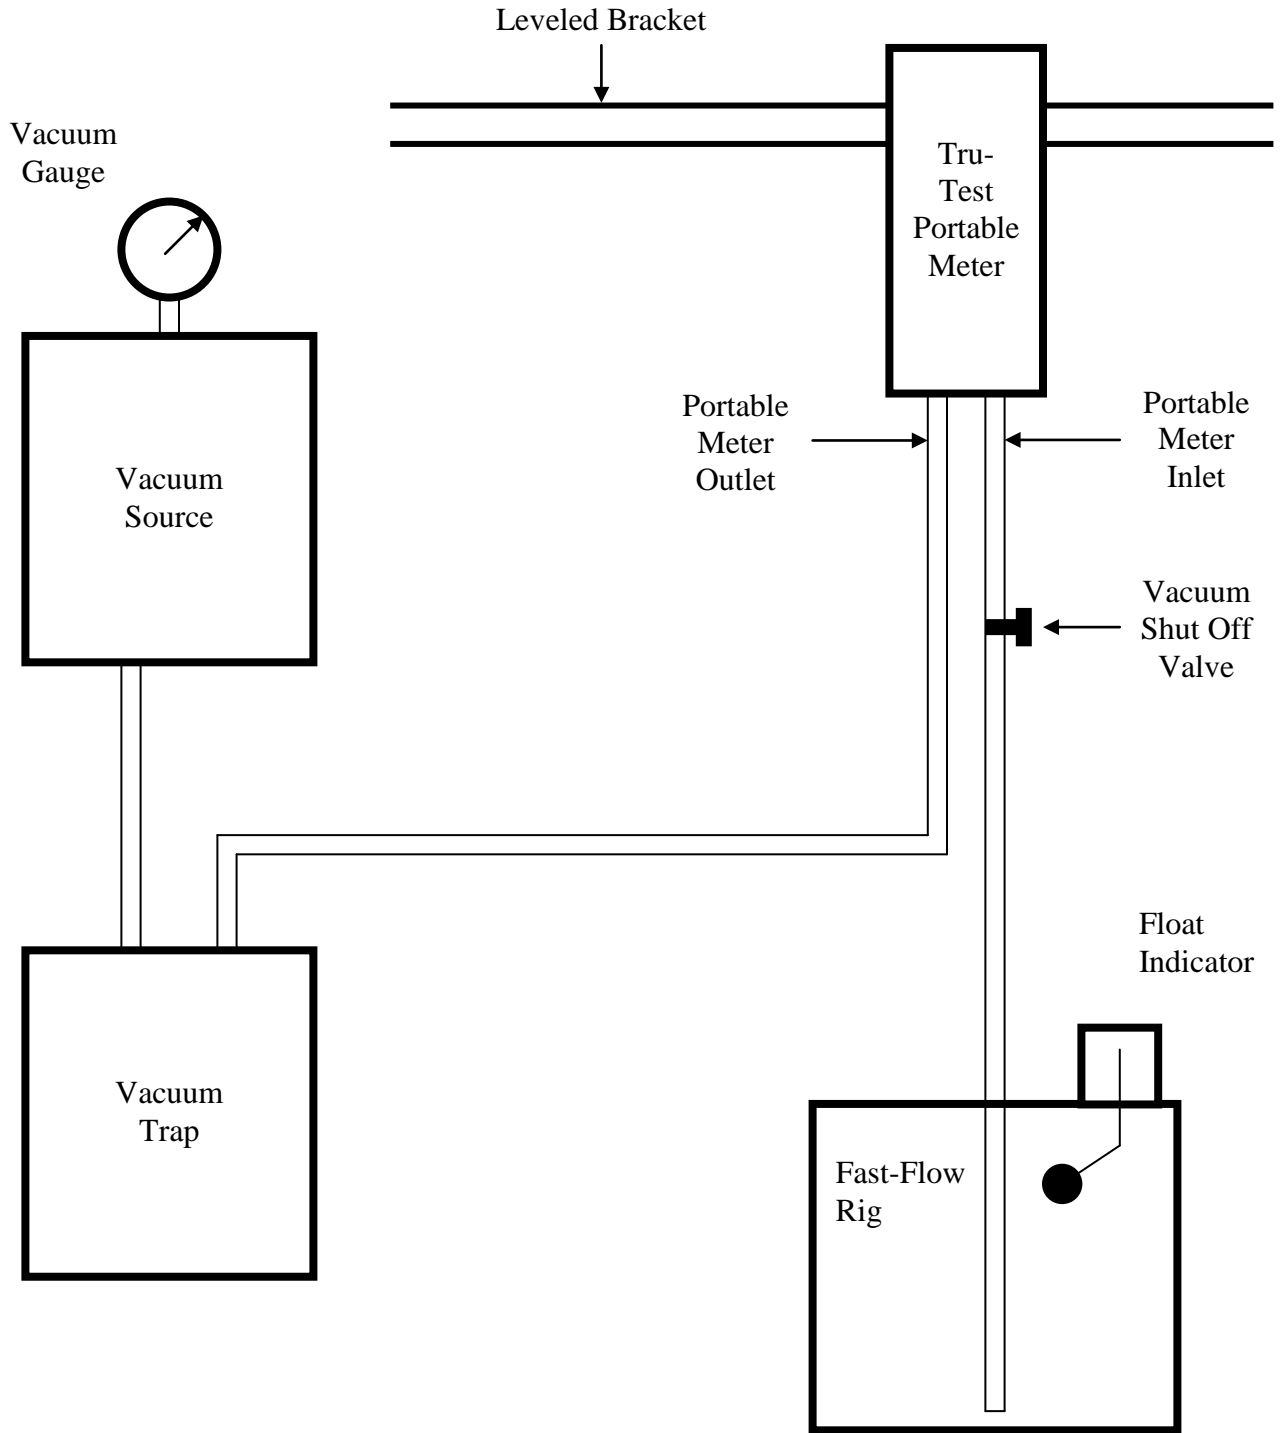 Leveled Bracket
Vacuum
Gauge
Tru-
Test
Portable
Meter
Portable
Meter
Outlet
Portable
Meter
Inlet
Vacuum
Source
Vacuum
Shut Off
Valve
Float
Indicator
Vacuum
Trap
Fast-Flow
Rig